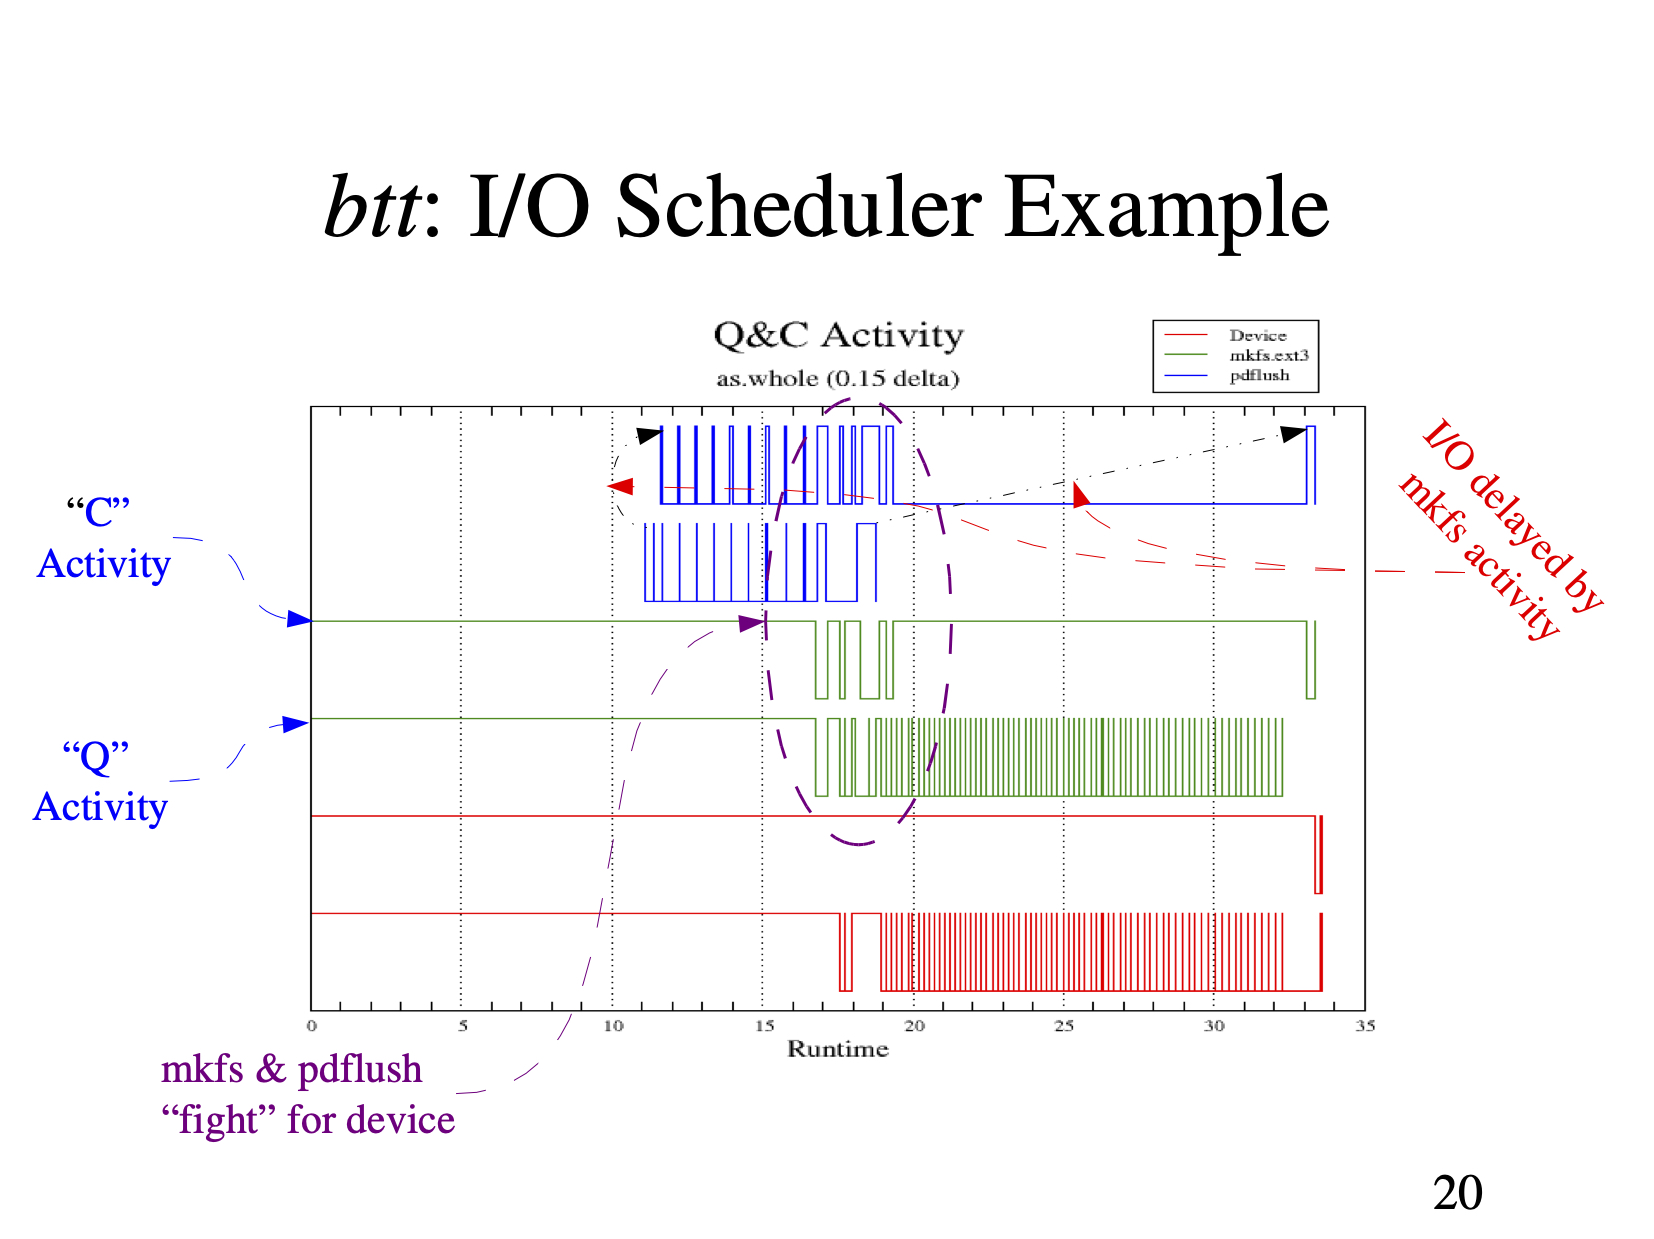 btt: I/O Scheduler Example
Q&C Activity
as.whole (0.15 delta)
Device
mkfs.ext3
pdflush
“C”
Activity
“Q”
Activity
I/O delayed by
mkfs activity
0 5 10 15 20 25 30 35
Runtime
mkfs & pdflush
“fight” for device
20